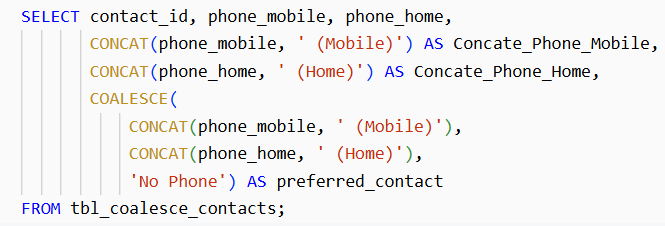 SELECT contact_id, phone_mobile, phone_home,
CONCAT(phone_mobile, ' (Mobile)') AS Concate_Phone_Mobile,
CONCAT(phone_home, ' (Home)') AS Concate_Phone_Home,
COALESCE(
CONCAT(phone_mobile, ' (Mobile)'),
CONCAT(phone_home, ' (Home)'),
'No Phone') AS preferred_contact
FROM tbl_coalesce_contacts;